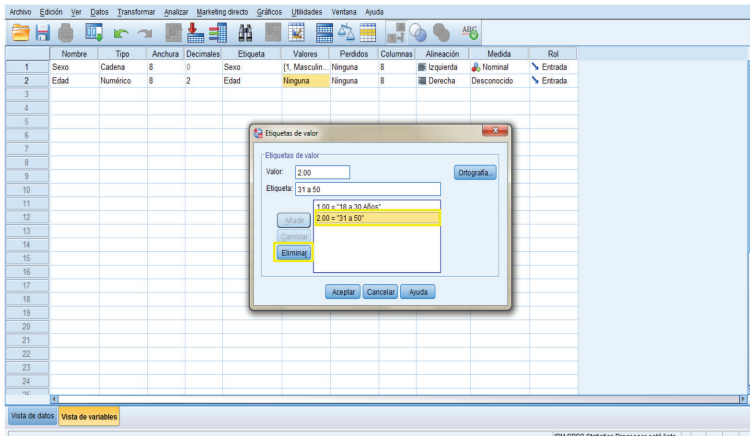 Archivo Edición Ver Datos Transformar Analizar Marketing directo Gráficos Utilidades Ventana Ayuda
ABC
Nombre Tipo Anchura Decimales Etiqueta Valores Perdidos Columnas Alineación Medida Rol
1 Sexo Cadena 8 0 Sexo {1, Masculin... Ninguna 8 Izquierda Nominal Entrada
2 Edad Numérico 8 2 Edad Ninguna Ninguna 8 Derecha Desconocido Entrada
3
4
5
6
7
8
9
10
11
12
13
14
15
16
17
18
19
20
21
22
23
24
Etiquetas de valor
Etiquetas de valor
Valor: 2.00
Ortografía...
Etiqueta: 31 a 50
1.00 = "18 a 30 Años"
Añadir 2.00 = "31 a 50"
Cambiar
Eliminar
Aceptar Cancelar Ayuda
Vista de datos Vista de variables